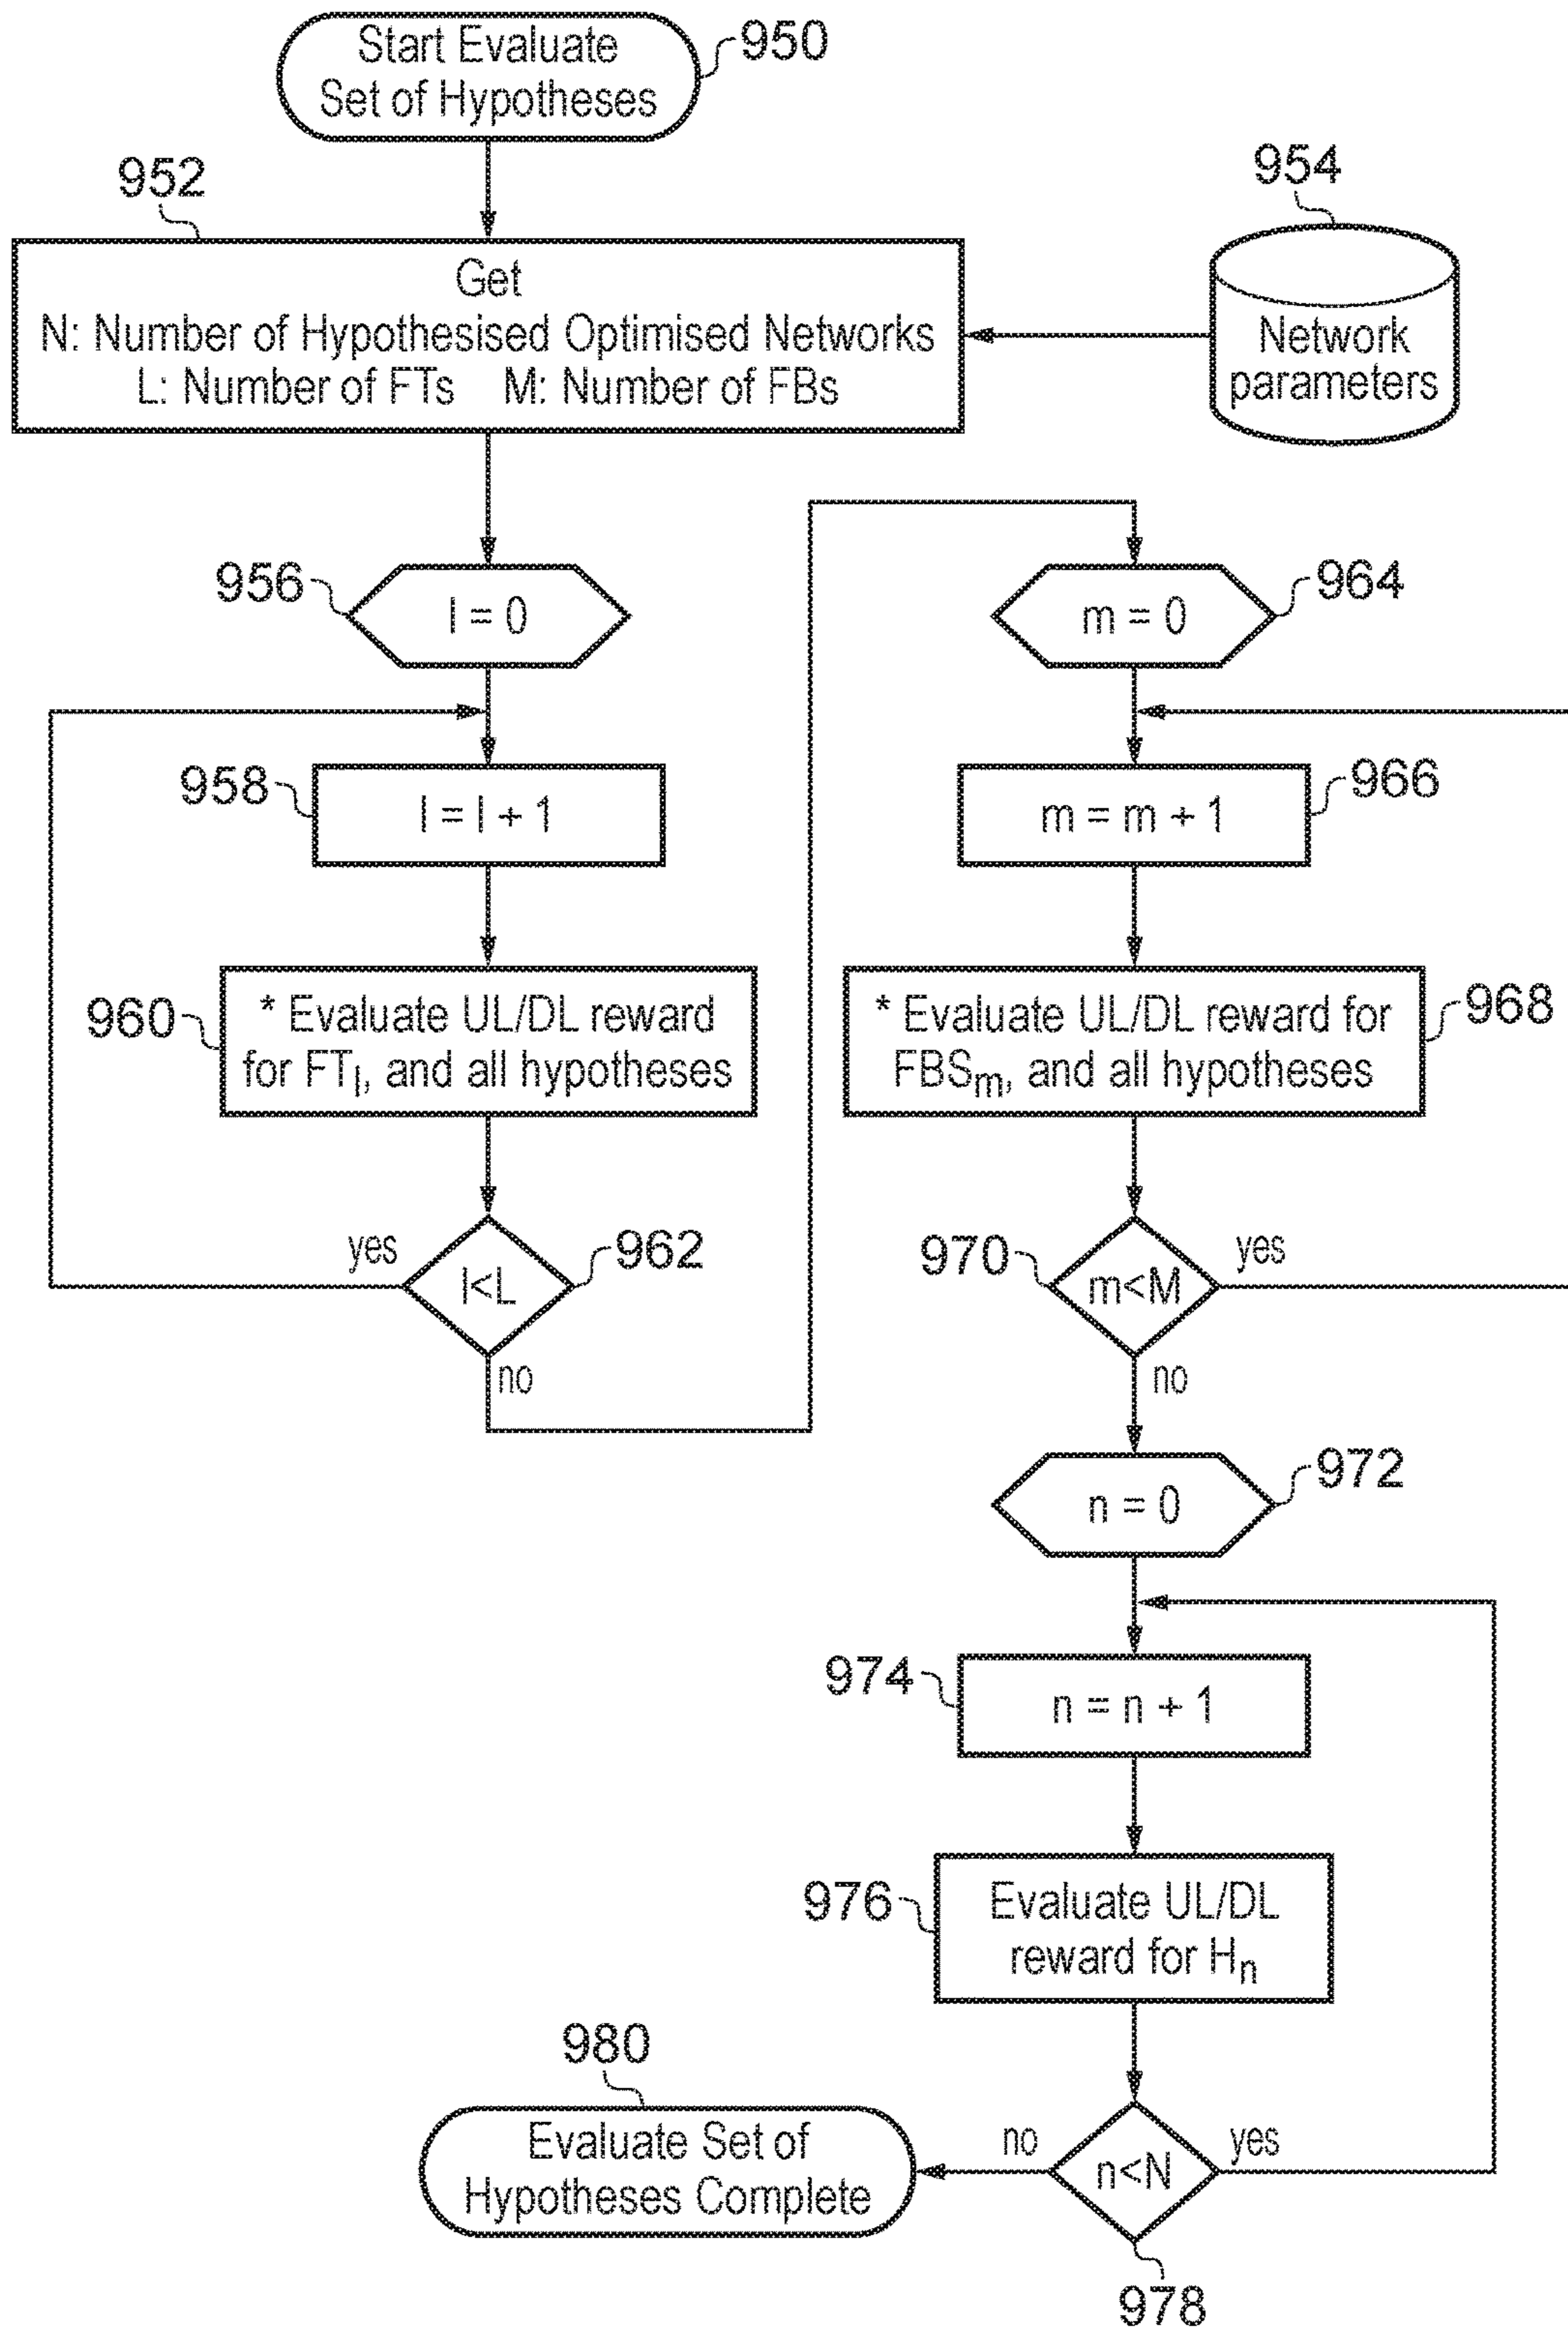 Start Evaluate
Set of Hypotheses
950
952
Get
N: Number of Hypothesised Optimised Networks
L: Number of FTs M: Number of FBs
954
Network
parameters
956
l = 0
958
l = l + 1
960
* Evaluate UL/DL reward
for FTl, and all hypotheses
yes
l<L
962
no
964
m = 0
966
m = m + 1
968
* Evaluate UL/DL reward for
FBSm, and all hypotheses
970
m<M
yes
no
972
n = 0
974
n = n + 1
976
Evaluate UL/DL
reward for Hn
no
n<N
yes
978
980
Evaluate Set of
Hypotheses Complete